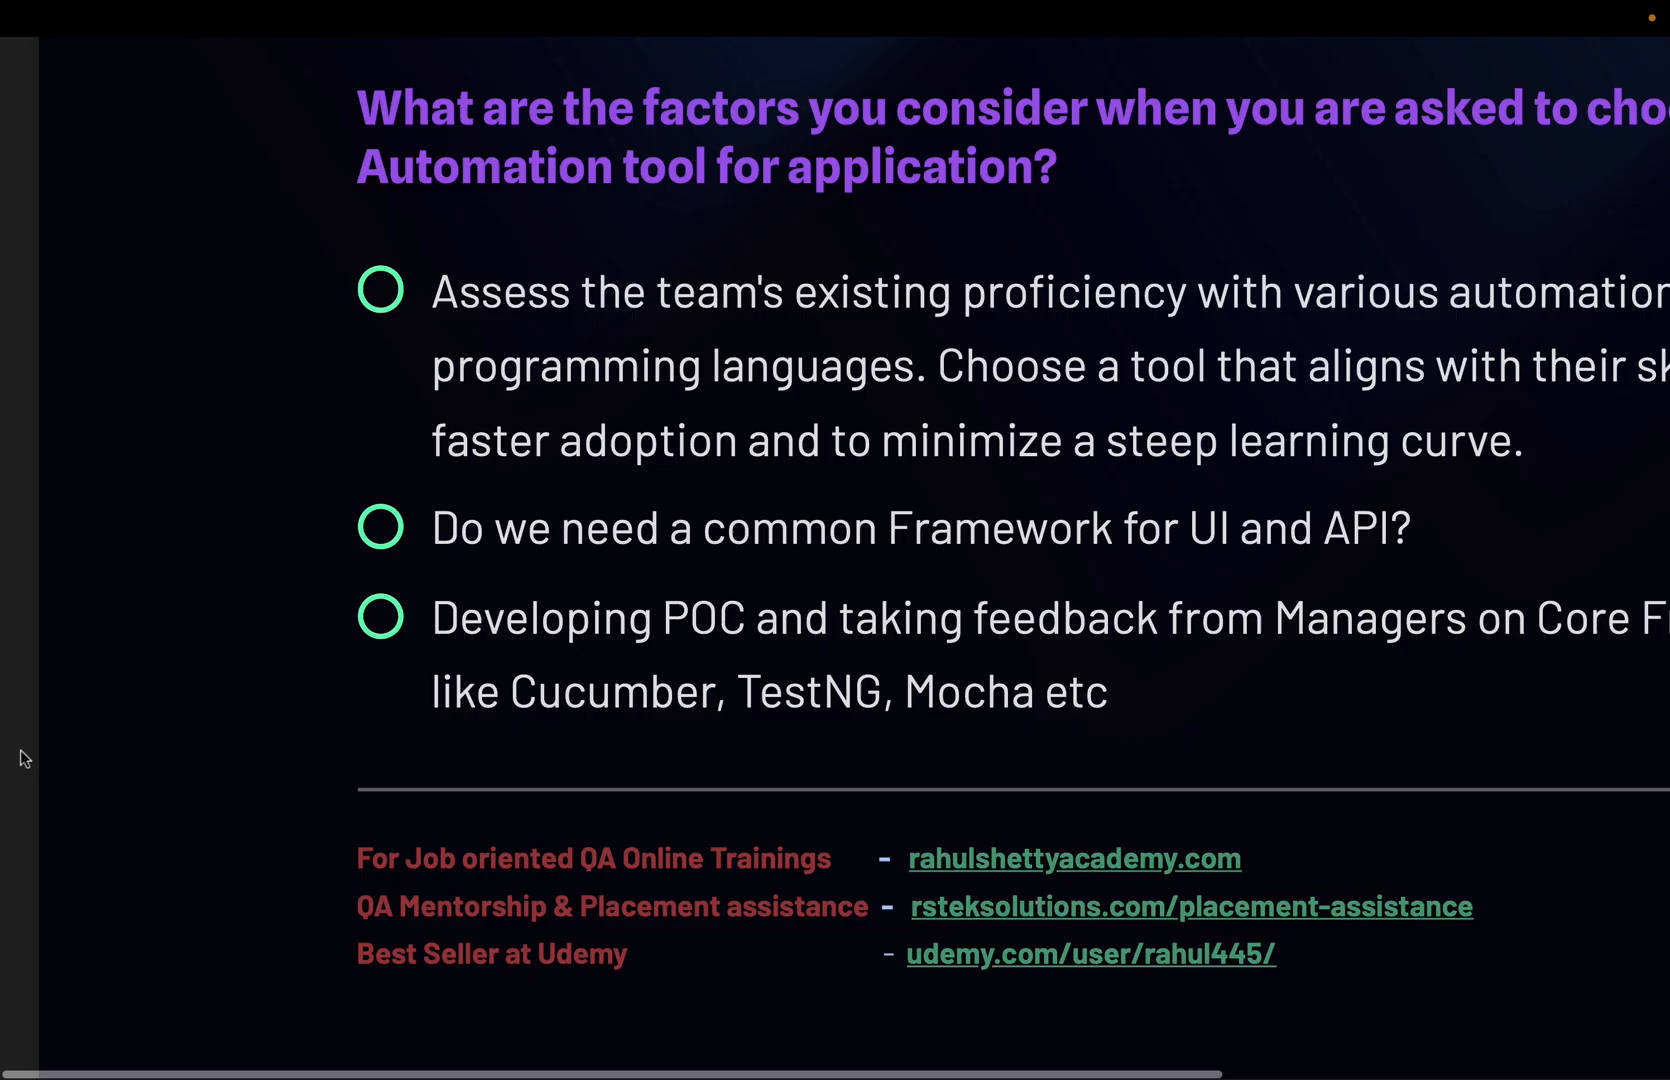 What are the factors you consider when you are asked to
Automation tool for application?
Assess the team's existing proficiency with various automation
programming languages. Choose a tool that aligns with their
faster adoption and to minimize a steep learning curve.
Do we need a common Framework for UI and API?
Developing POC and taking feedback from Managers on Core
like Cucumber, TestNG, Mocha etc
For Job oriented QA Online Trainings - rahulshettyacademy.com
QA Mentorship & Placement assistance - rsteksolutions.com/placement-assistance
Best Seller at Udemy - udemy.com/user/rahul445/